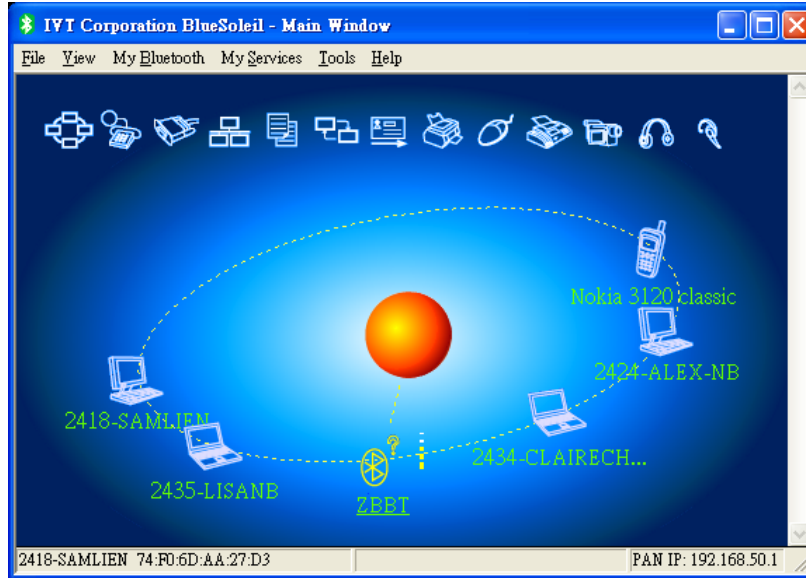 IVT Corporation BlueSoleil - Main Window
File View My Bluetooth My Services Tools Help
Nokia 3120 classic
2424-ALEX-NB
2418-SAMLIEN
2434-CLAIRECH...
2435-LISANB
ZBBT
2418-SAMLIEN 74:F0:6D:AA:27:D3 PAN IP: 192.168.50.1